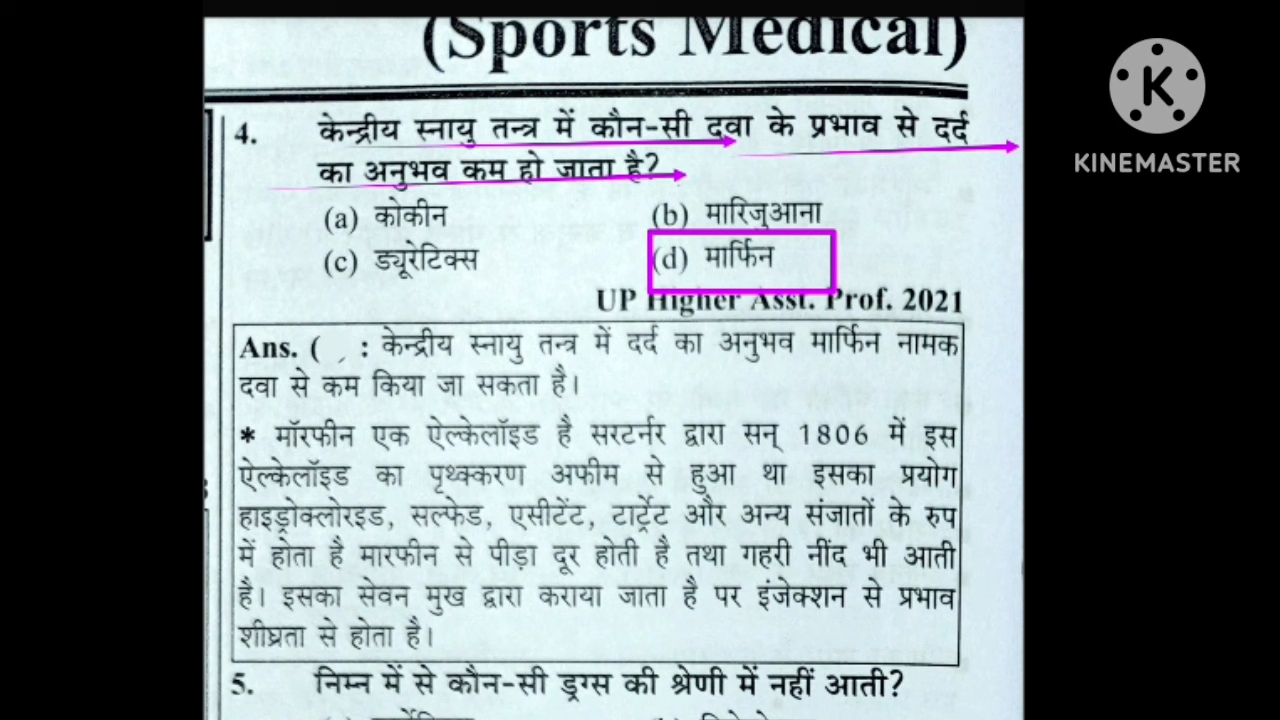 (Sports Medical)
4. केन्द्रीय स्नायु तन्त्र में कौन-सी दवा के प्रभाव से दर्द
का अनुभव कम हो जाता है?
(a) कोकीन (b) मारिजुआना
(c) ड्यूरेटिक्स (d) मार्फिन
UP Higher Asst. Prof. 2021
Ans. ( : केन्द्रीय स्नायु तन्त्र में दर्द का अनुभव मार्फिन नामक
दवा से कम किया जा सकता है।
* मॉरफीन एक ऐल्केलॉइड है सरटर्नर द्वारा सन् 1806 में इस
ऐल्केलॉइड का पृथ्क्करण अफीम से हुआ था इसका प्रयोग
हाइड्रोक्लोरइड, सल्फेड, एसीटेंट, टार्ट्रेट और अन्य संजातों के रुप
में होता है मारफीन से पीड़ा दूर होती है तथा गहरी नींद भी आती
है। इसका सेवन मुख द्वारा कराया जाता है पर इंजेक्शन से प्रभाव
शीघ्रता से होता है।
5. निम्न में से कौन-सी ड्रग्स की श्रेणी में नहीं आती?
K
KINEMASTER